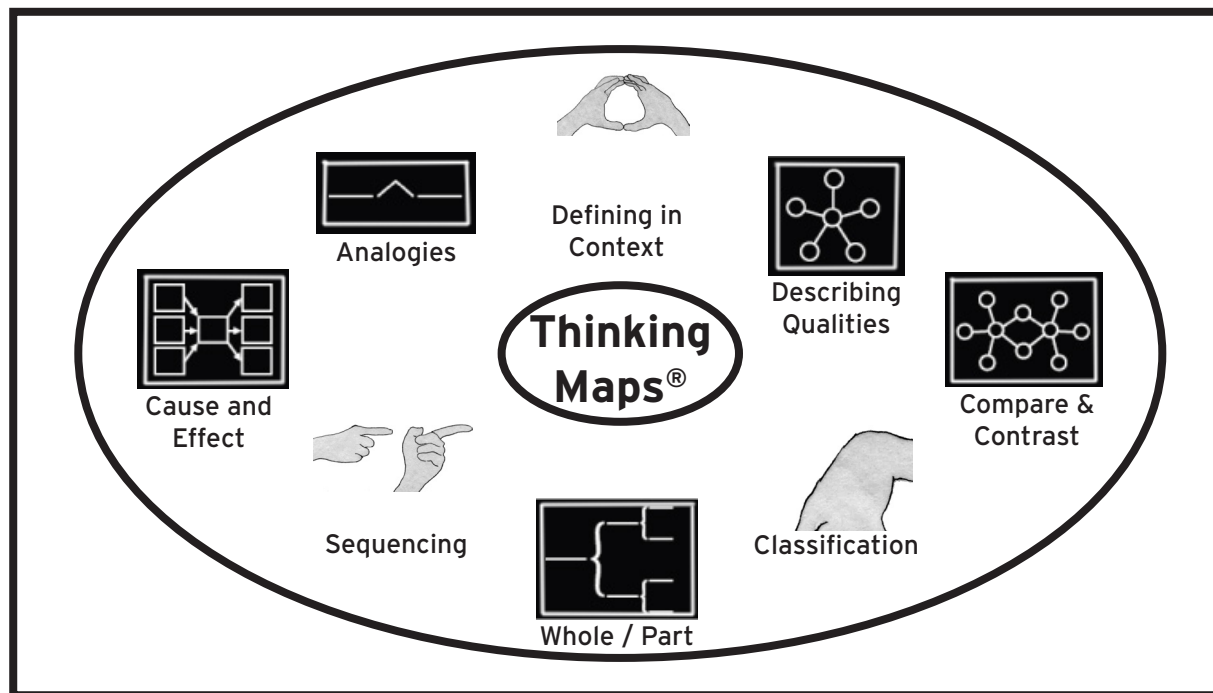 Defining in
Context
Analogies
Describing
Qualities
Thinking
Maps®
Cause and
Effect
Compare &
Contrast
Sequencing
Classification
Whole / Part